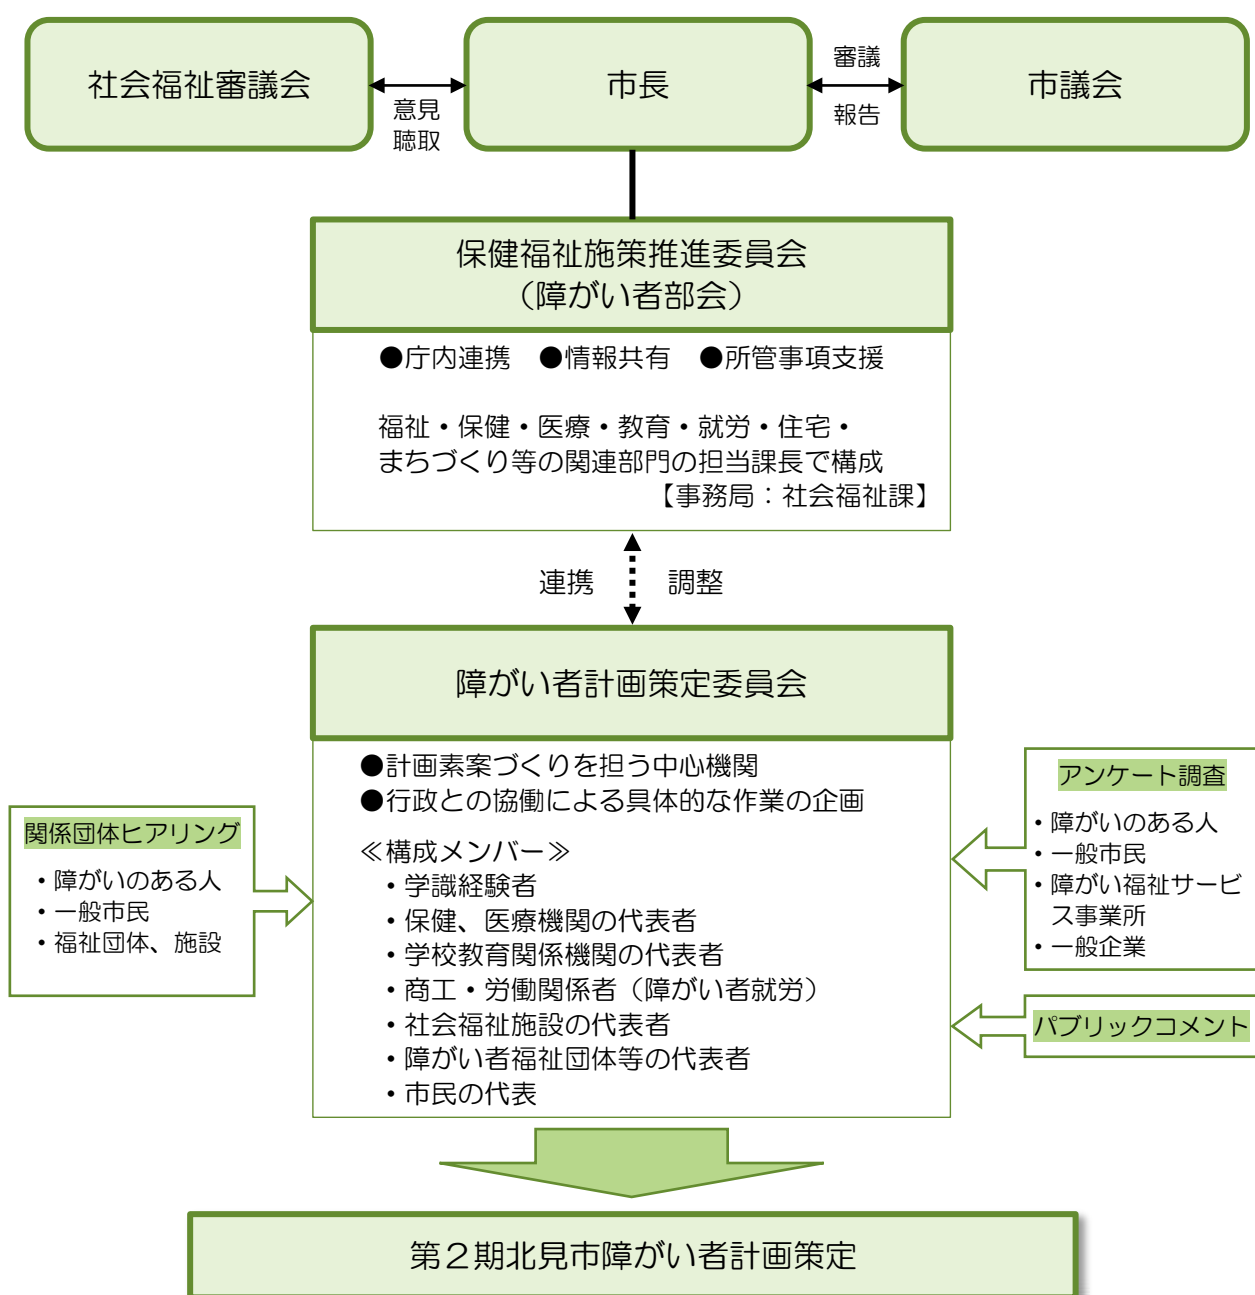 社会福祉審議会
意見
聴取
市長
審議
報告
市議会
保健福祉施策推進委員会
（障がい者部会）
●庁内連携　●情報共有　●所管事項支援
福祉・保健・医療・教育・就労・住宅・
まちづくり等の関連部門の担当課長で構成
【事務局：社会福祉課】
連携　調整
障がい者計画策定委員会
●計画素案づくりを担う中心機関
●行政との協働による具体的な作業の企画
≪構成メンバー≫
・学識経験者
・保健、医療機関の代表者
・学校教育関係機関の代表者
・商工・労働関係者（障がい者就労）
・社会福祉施設の代表者
・障がい者福祉団体等の代表者
・市民の代表
関係団体ヒアリング
・障がいのある人
・一般市民
・福祉団体、施設
アンケート調査
・障がいのある人
・一般市民
・障がい福祉サービ
ス事業所
・一般企業
パブリックコメント
第２期北見市障がい者計画策定